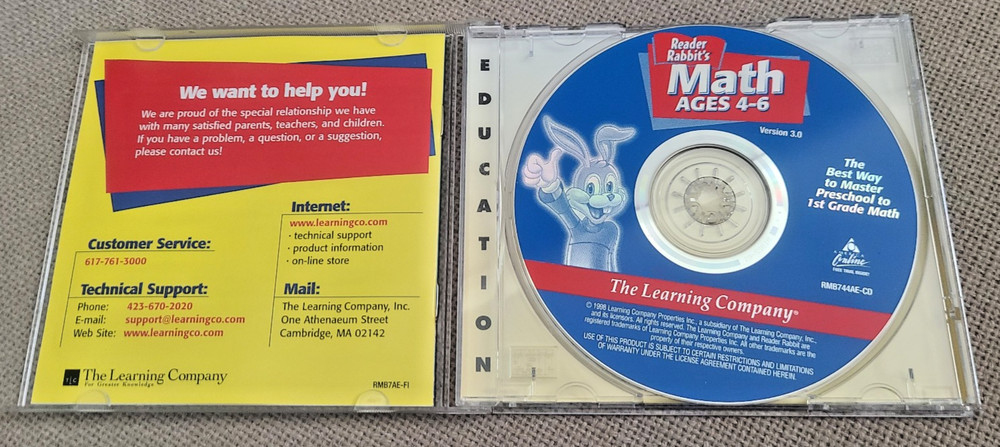 We want to help you!
We are proud of the special relationship we have
with many satisfied parents, teachers, and children.
If you have a problem, a question, or a suggestion,
please contact us!
Customer Service:
617-761-3000
Technical Support:
Phone: 423-670-2020
E-mail: support@learningco.com
Web Site: www.learningco.com
Internet:
www.learningco.com
· technical support
· product information
· on-line store
Mail:
The Learning Company, Inc.
One Athenaeum Street
Cambridge, MA 02142
TLC The Learning Company
For Greater Knowledge
RMB7AE-FI
EDUCATION
Reader
Rabbit's
Math
AGES 4-6
Version 3.0
The
Best Way
to Master
Preschool to
1st Grade Math
Online
FREE TRIAL INSIDE!
RMB744AE-CD
The Learning Company®
© 1998 Learning Company Properties Inc., a subsidiary of The Learning Company, Inc.,
and its licensors. All rights reserved. The Learning Company and Reader Rabbit are
registered trademarks of Learning Company Properties Inc. All other trademarks are the
property of their respective owners.
USE OF THIS PRODUCT IS SUBJECT TO CERTAIN RESTRICTIONS AND LIMITATIONS
OF WARRANTY UNDER THE LICENSE AGREEMENT CONTAINED HEREIN.